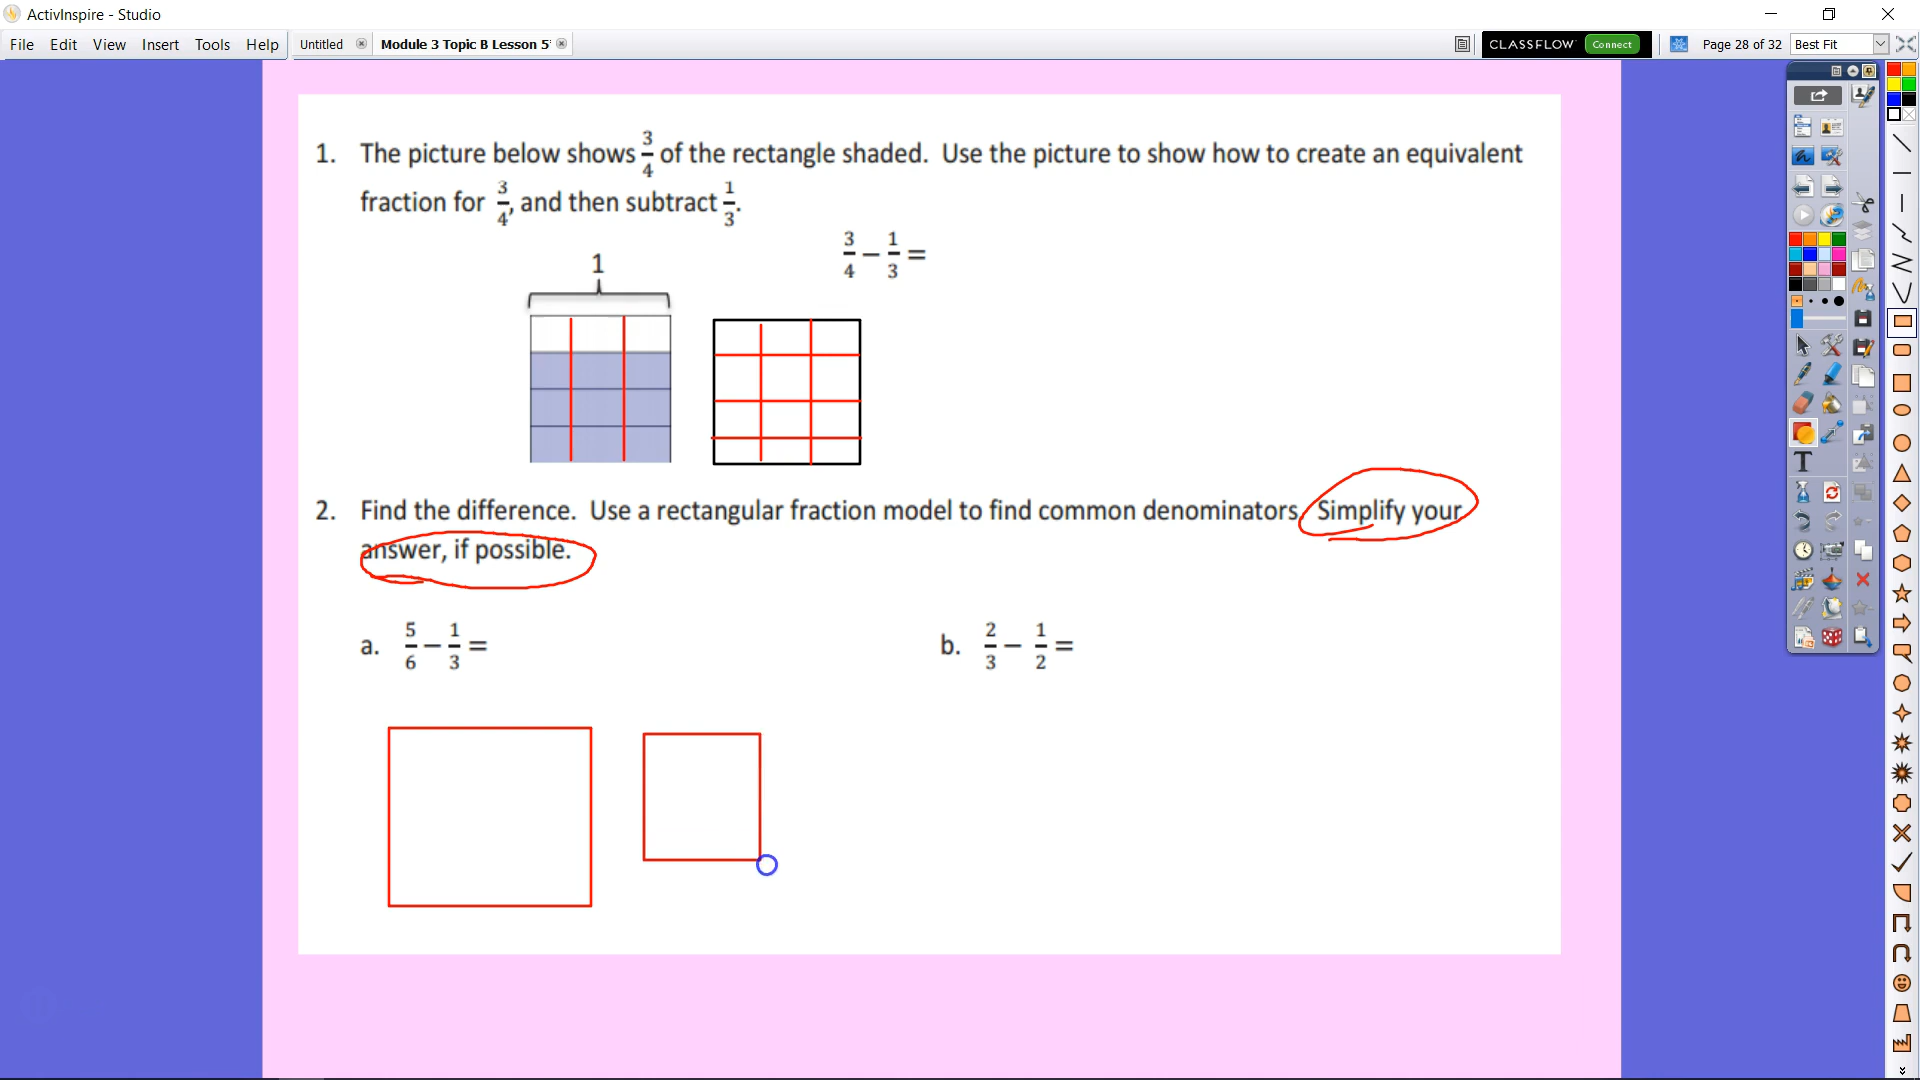 ActivInspire - Studio
File Edit View Insert Tools Help
Untitled
Module 3 Topic B Lesson 5
CLASSFLOW Connect
Page 28 of 32
Best Fit
1. The picture below shows 3/4 of the rectangle shaded. Use the picture to show how to create an equivalent
fraction for 3/4, and then subtract 1/3.
3/4 − 1/3 =
1
2. Find the difference. Use a rectangular fraction model to find common denominators. Simplify your
answer, if possible.
a. 5/6 − 1/3 =
b. 2/3 − 1/2 =